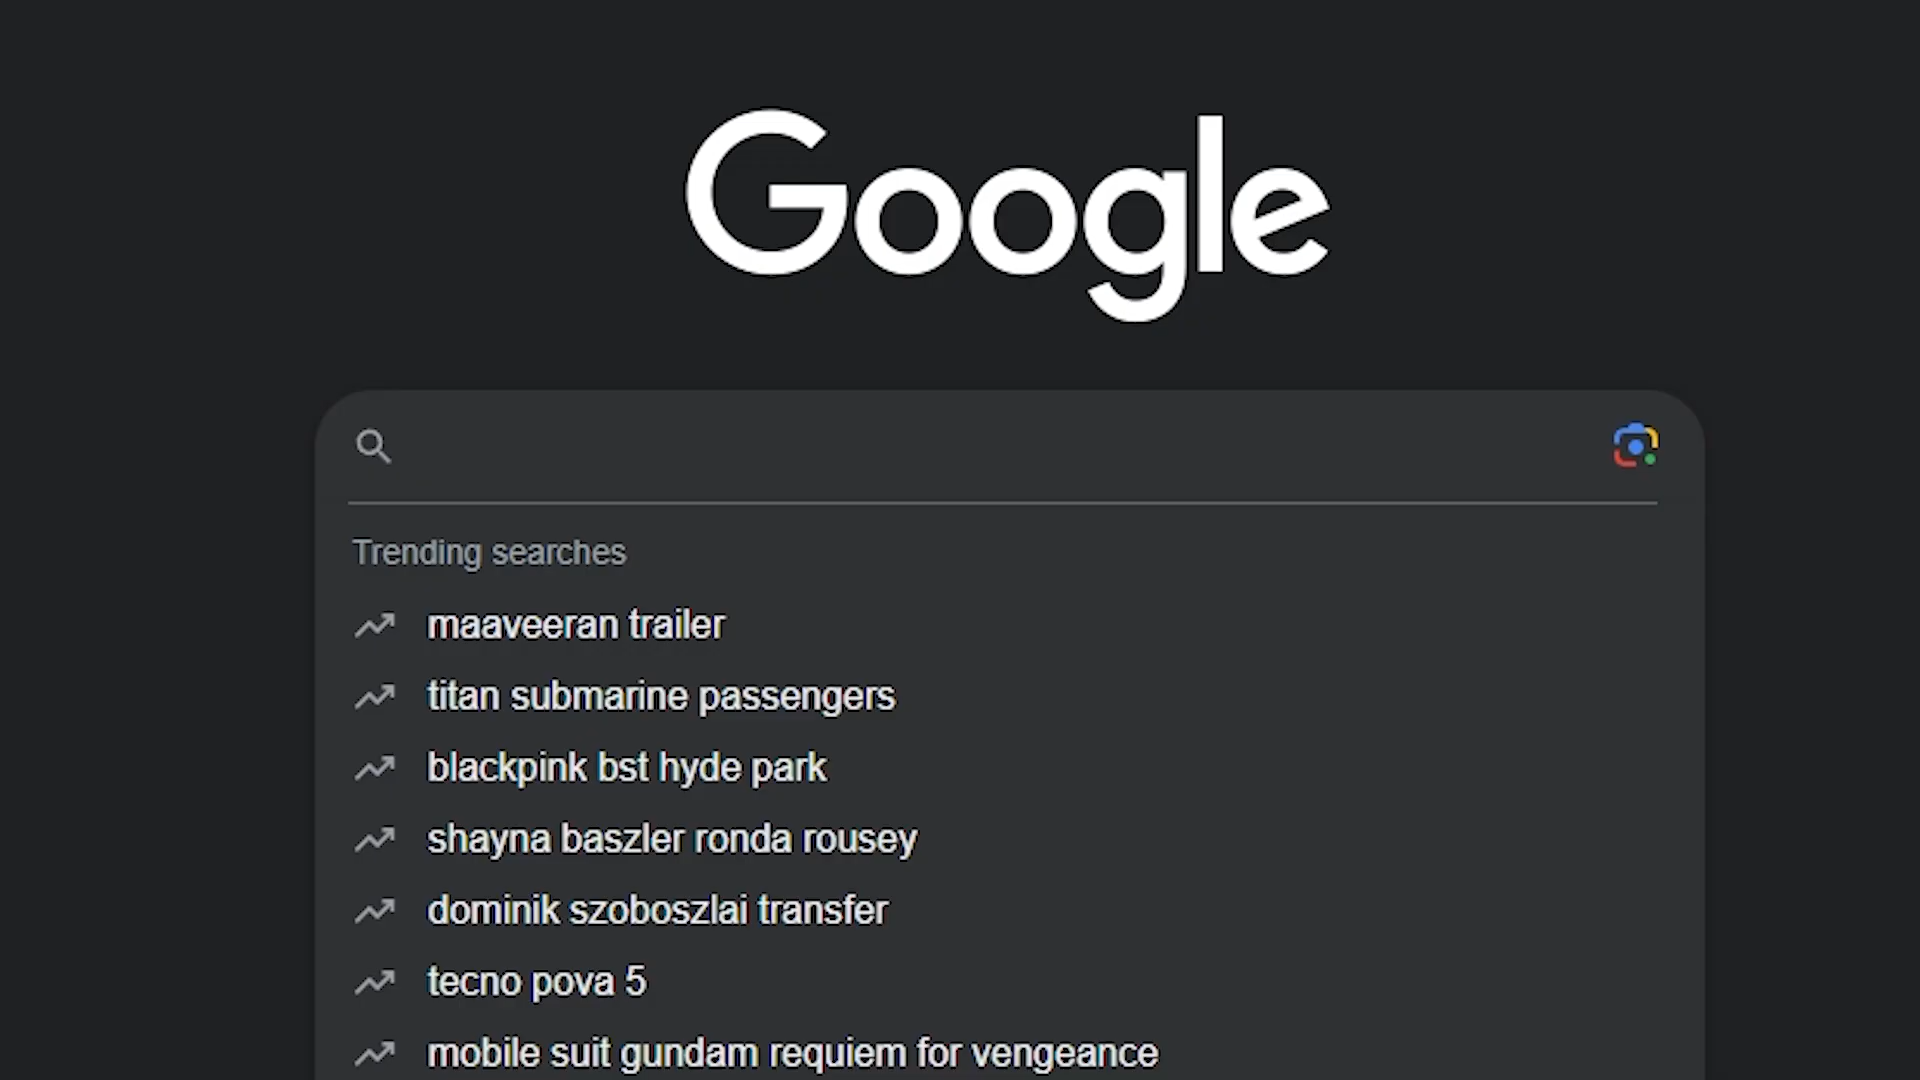 Google
Trending searches
maaveeran trailer
titan submarine passengers
blackpink bst hyde park
shayna baszler ronda rousey
dominik szoboszlai transfer
tecno pova 5
mobile suit gundam requiem for vengeance